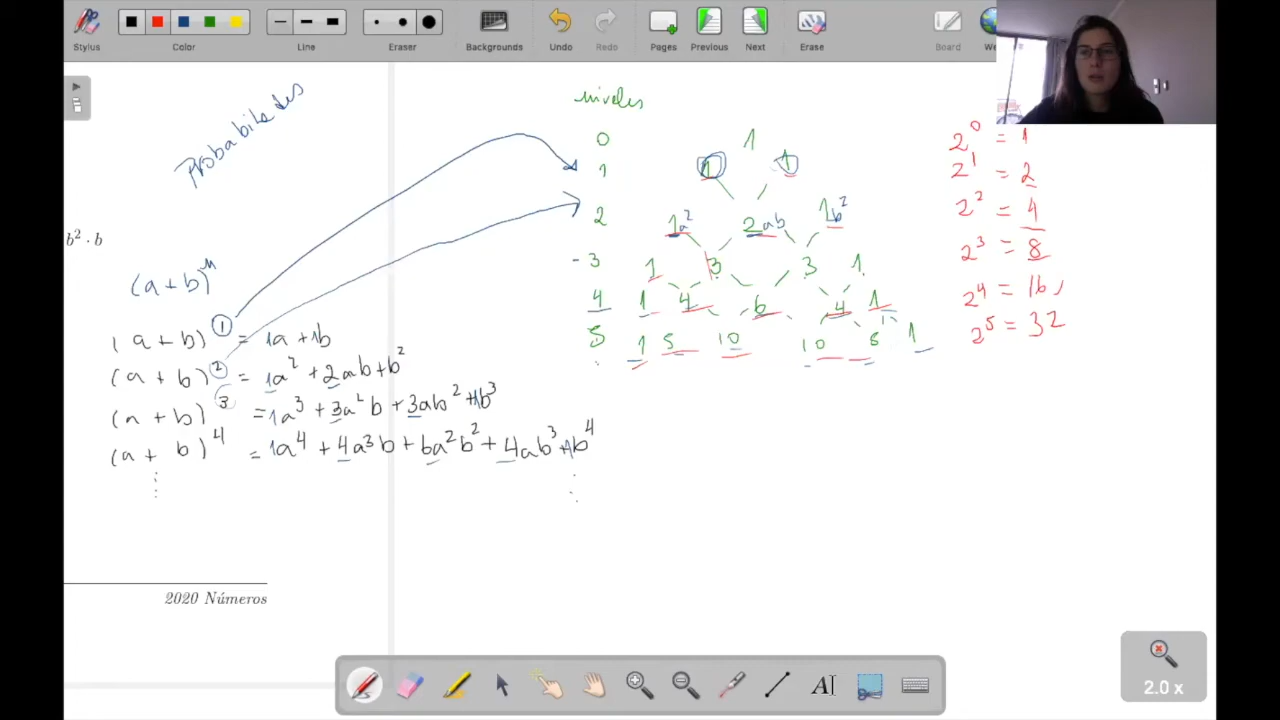 Stylus Color Line Eraser Backgrounds Undo Redo Pages Previous Next Erase Board
Probabilidades
b² · b
(a+b)ⁿ
(a+b)¹ = 1a+1b
(a+b)² = 1a²+2ab+b²
(a+b)³ = 1a³+3a²b+3ab²+1b³
(a+b)⁴ = 1a⁴+4a³b+6a²b²+4ab³+1b⁴
2020 Números
niveles
0 1
1 1 1
2 1a² 2ab 1b²
3 1 3 3 1
4 1 4 6 4 1
5 1 5 10 10 5 1
2⁰ = 1
2¹ = 2
2² = 4
2³ = 8
2⁴ = 16,
2⁵ = 32
2.0 x